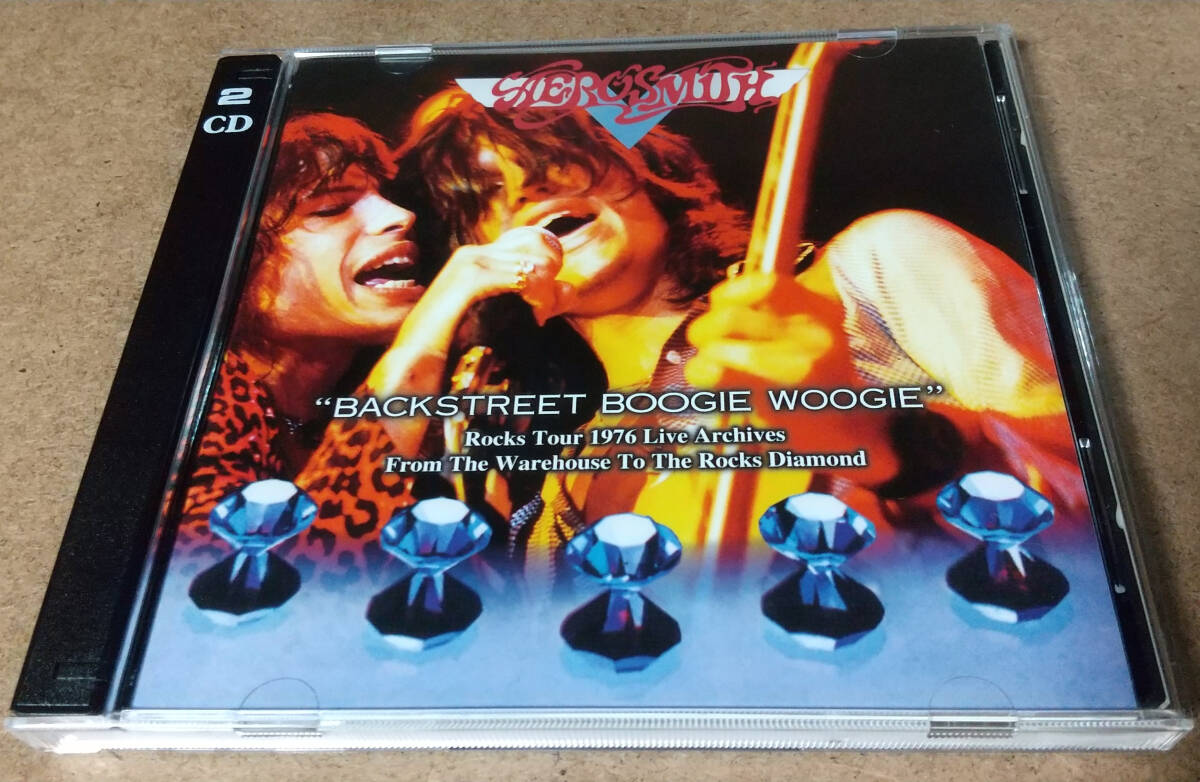 2
CD
AEROSMITH
“BACKSTREET BOOGIE WOOGIE”
Rocks Tour 1976 Live Archives
From The Warehouse To The Rocks Diamond